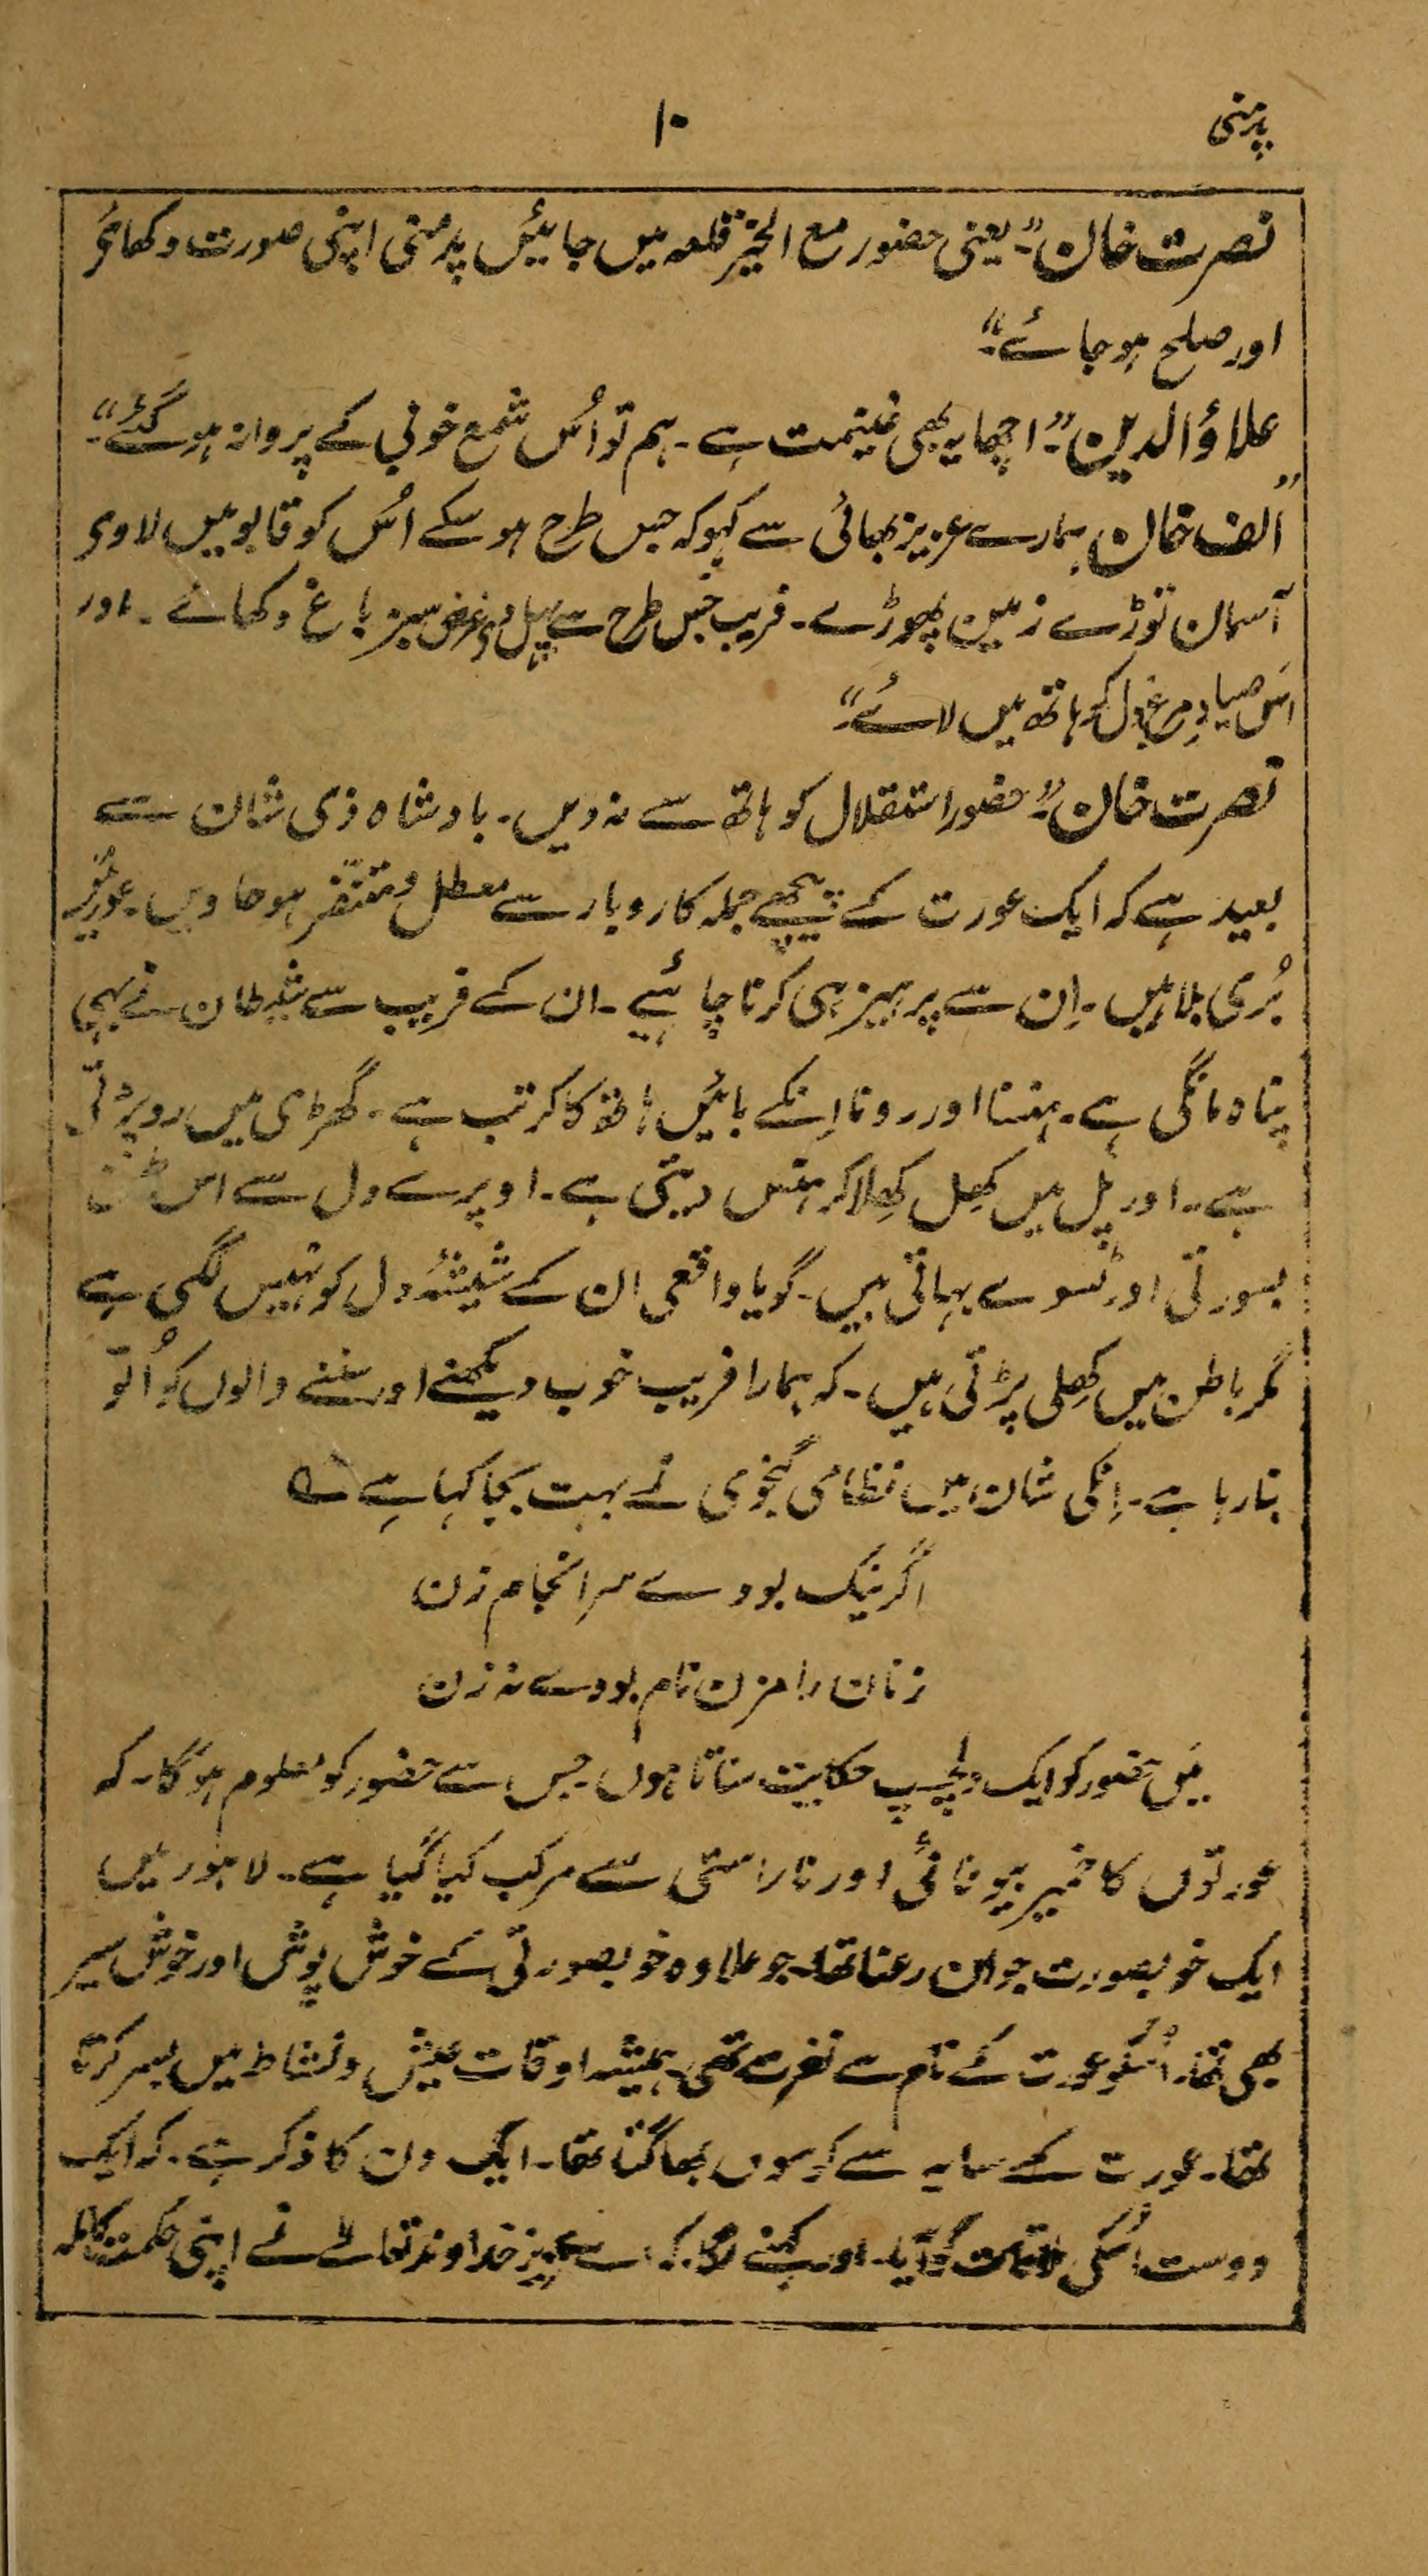 پدمنی
۱۰
نصرت خان "۔ یعنی حضور مع الخیر قلعہ میں جائیں پدمنی اپنی صورت دکھائے
اور صلح ہو جائے"۔
علاؤالدین "۔ اچھا یہ بھی غنیمت ہے۔ ہم تو اُس شمع خوبی کے پروانہ ہو گئے"۔
"الف خان ہمارے عزیز بھائی سے کہو کہ جس طرح ہو سکے اُس کو قابو میں لاوے
آسمان توڑے زمین پھوڑے۔ فریب جس طرح سے پہل دے غرض سبز باغ دکھائے۔ اور
اس صیادِ مرغِ دل کو ہاتھ میں لائے"
نصرت خان "۔ حضور استقلال کو ہاتھ سے نہ دیں۔ بادشاہ ذی شان سے
بعید ہے کہ ایک عورت کے پیچھے جملہ کاروبار سے معطل و متنفر ہو جاویں۔ عورتیں
بُری بلا ہیں۔ اِن سے پرہیز ہی کرنا چاہئیے۔ ان کے فریب سے شیطان نے بھی
پناہ مانگی ہے۔ ہنسنا اور رونا اِنکے بائیں ہاتھ کا کرتب ہے۔ گھڑی میں رو پڑتی
ہے۔ اور پل میں کھِل کھِلا کر ہنس دیتی ہے۔ اوپرے دل سے اس طرح
بسورتی اور ٹسوے بہاتی ہیں۔ گویا واقعی ان کے شیشۂ دل کو ٹھیس لگی ہے
مگر باطن میں کھِلی پڑتی ہیں۔ کہ ہمارا فریب خوب دیکھنے اور سننے والوں کو اُلّو
بنا رہا ہے۔ اِنکی شان میں نظامی گنجوی نے بہت بجا کہا ہے ؎
اگر نیک بودے سرانجام زن
زنان را مزن نام بودے نہ زن
میں حضور کو ایک دلچسپ حکایت سناتا ہوں۔ جس سے حضور کو معلوم ہوگا۔ کہ
عورتوں کا خمیر بیوفائی اور ناراستی سے مرکب کیا گیا ہے۔ لاہور میں
ایک خوبصورت جوان رعنا تھا۔ جو علاوہ خوبصورتی کے خوش پوش اور خوش سیر
بھی تھا۔ اُسکو عورت کے نام سے نفرت تھی۔ ہمیشہ اوقات عیش و نشاط میں بسر کرتا
تھا۔ عورت کے سایہ سے کوسوں بھاگتا تھا۔ ایک دن کا ذکر ہے۔ کہ ایک
دوست اُسکی ملاقات کو آیا۔ اور کہنے لگا۔ کہ اے عزیز خداوند تعالےٰ نے اپنی حکمت کاملہ